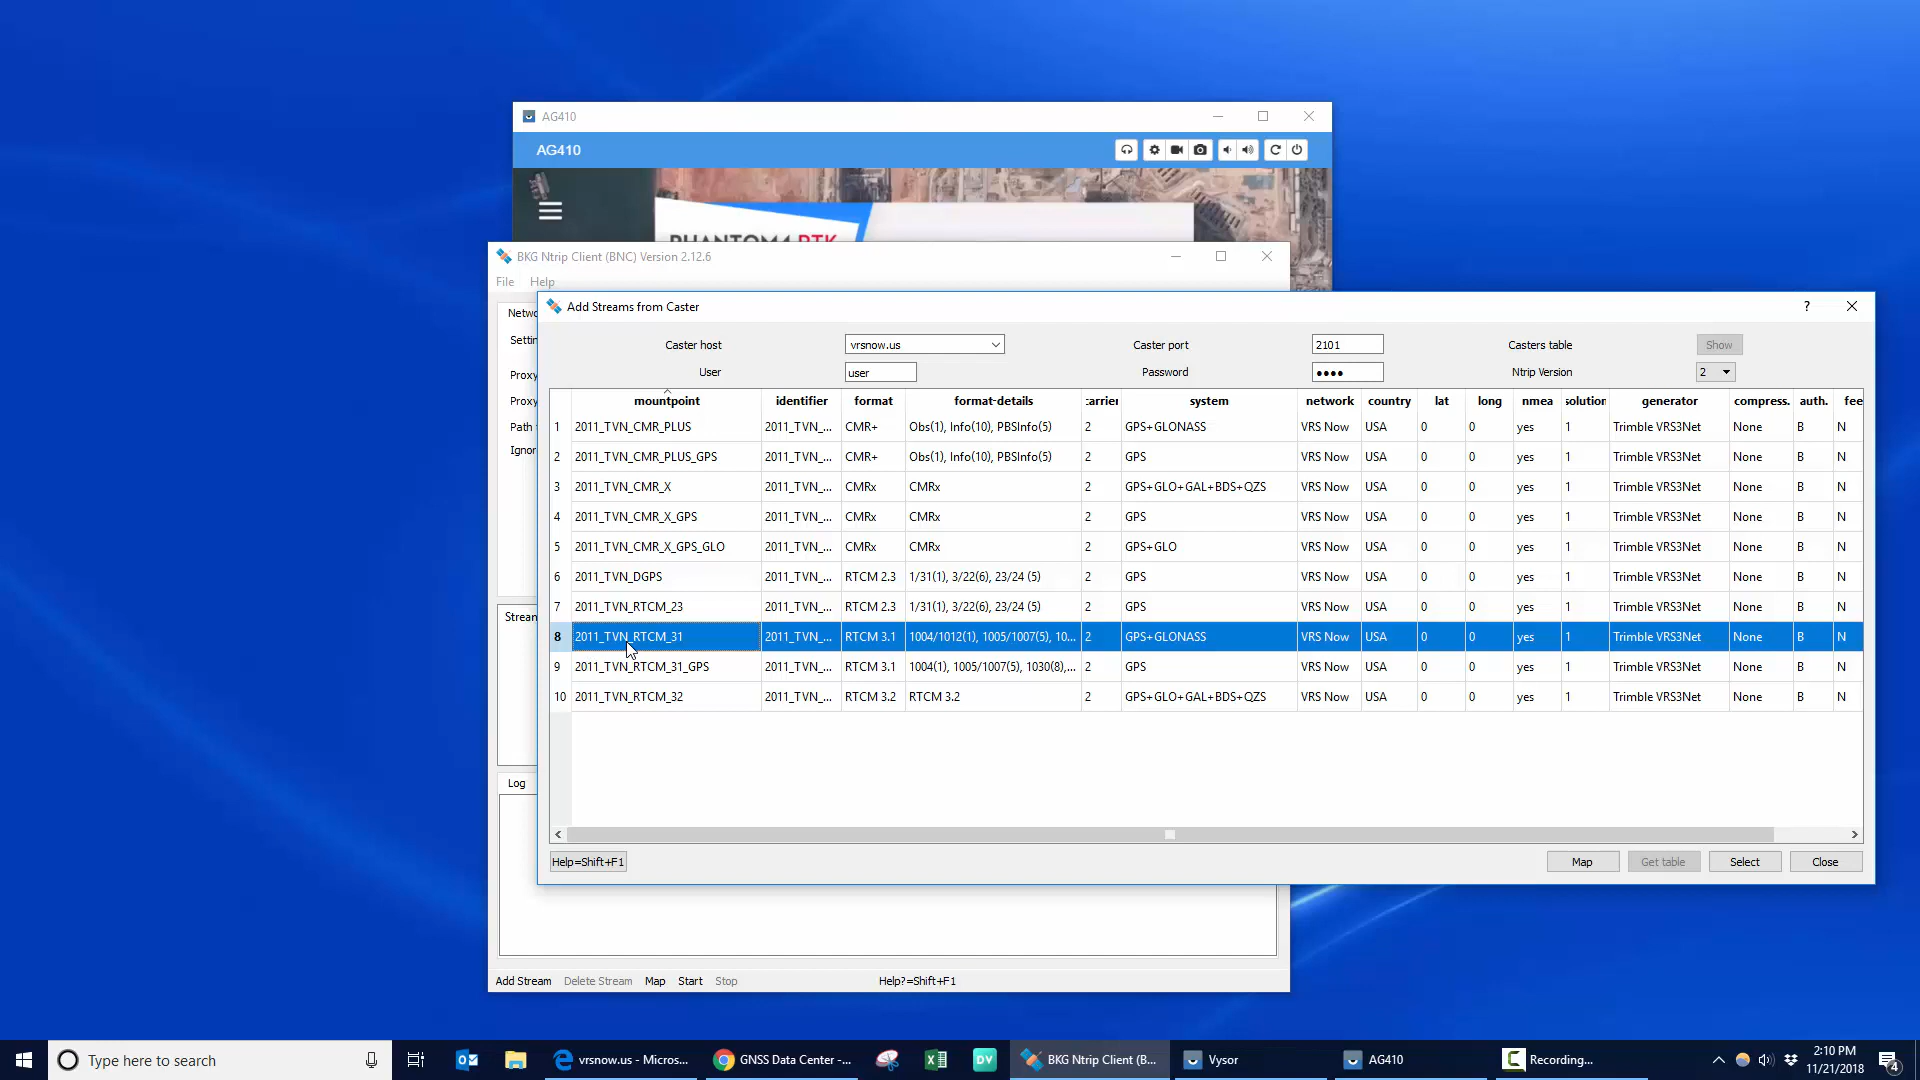 AG410
AG410
PHANTOM4 RTK
BKG Ntrip Client (BNC) Version 2.12.6
File Help
Add Streams from Caster
?
Netwo
Settin
Proxy
Proxy
Path
Ignor
Caster host vrsnow.us Caster port 2101 Casters table Show
User user Password •••• Ntrip Version 2
mountpoint identifier format format-details carrier system network country lat long nmea solution generator compress. auth. fee
1 2011_TVN_CMR_PLUS 2011_TVN_... CMR+ Obs(1), Info(10), PBSInfo(5) 2 GPS+GLONASS VRS Now USA 0 0 yes 1 Trimble VRS3Net None B N
2 2011_TVN_CMR_PLUS_GPS 2011_TVN_... CMR+ Obs(1), Info(10), PBSInfo(5) 2 GPS VRS Now USA 0 0 yes 1 Trimble VRS3Net None B N
3 2011_TVN_CMR_X 2011_TVN_... CMRx CMRx 2 GPS+GLO+GAL+BDS+QZS VRS Now USA 0 0 yes 1 Trimble VRS3Net None B N
4 2011_TVN_CMR_X_GPS 2011_TVN_... CMRx CMRx 2 GPS VRS Now USA 0 0 yes 1 Trimble VRS3Net None B N
5 2011_TVN_CMR_X_GPS_GLO 2011_TVN_... CMRx CMRx 2 GPS+GLO VRS Now USA 0 0 yes 1 Trimble VRS3Net None B N
6 2011_TVN_DGPS 2011_TVN_... RTCM 2.3 1/31(1), 3/22(6), 23/24 (5) 2 GPS VRS Now USA 0 0 yes 1 Trimble VRS3Net None B N
7 2011_TVN_RTCM_23 2011_TVN_... RTCM 2.3 1/31(1), 3/22(6), 23/24 (5) 2 GPS VRS Now USA 0 0 yes 1 Trimble VRS3Net None B N
8 2011_TVN_RTCM_31 2011_TVN_... RTCM 3.1 1004/1012(1), 1005/1007(5), 10... 2 GPS+GLONASS VRS Now USA 0 0 yes 1 Trimble VRS3Net None B N
9 2011_TVN_RTCM_31_GPS 2011_TVN_... RTCM 3.1 1004(1), 1005/1007(5), 1030(8),... 2 GPS VRS Now USA 0 0 yes 1 Trimble VRS3Net None B N
10 2011_TVN_RTCM_32 2011_TVN_... RTCM 3.2 RTCM 3.2 2 GPS+GLO+GAL+BDS+QZS VRS Now USA 0 0 yes 1 Trimble VRS3Net None B N
Stream
Log
Help=Shift+F1 Map Get table Select Close
Add Stream Delete Stream Map Start Stop Help?=Shift+F1
Type here to search
vrsnow.us - Micros...
GNSS Data Center -...
DV
BKG Ntrip Client (B...
Vysor
AG410
Recording...
2:10 PM
11/21/2018
4